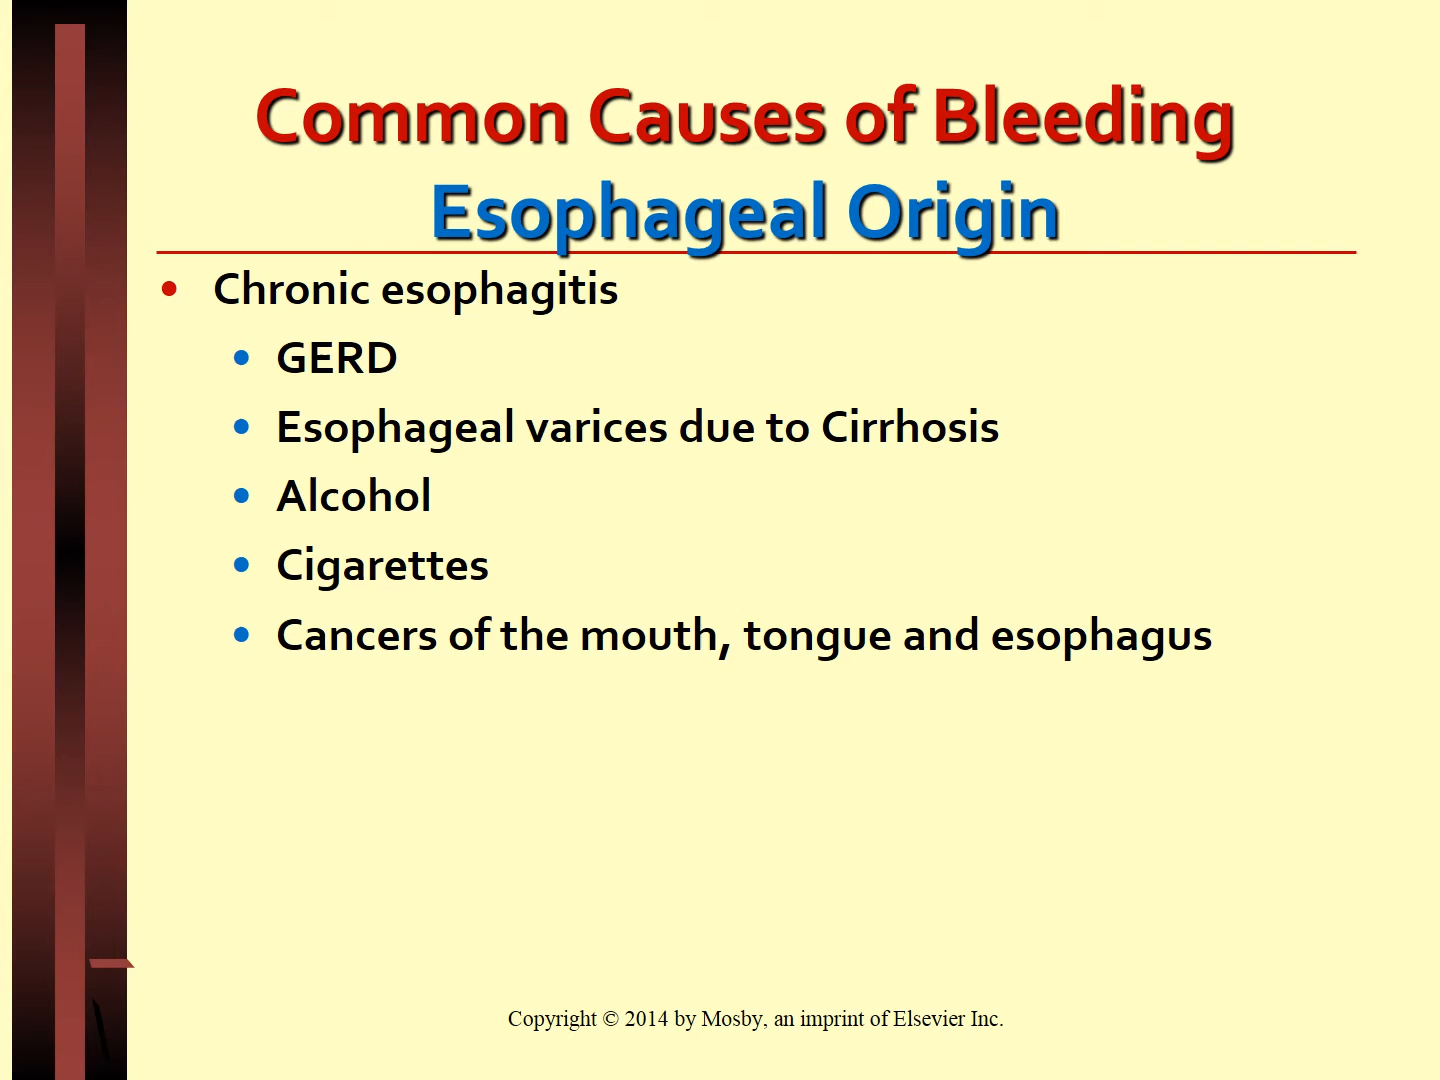 Common Causes of Bleeding
Esophageal Origin
• Chronic esophagitis
• GERD
• Esophageal varices due to Cirrhosis
• Alcohol
• Cigarettes
• Cancers of the mouth, tongue and esophagus
Copyright © 2014 by Mosby, an imprint of Elsevier Inc.